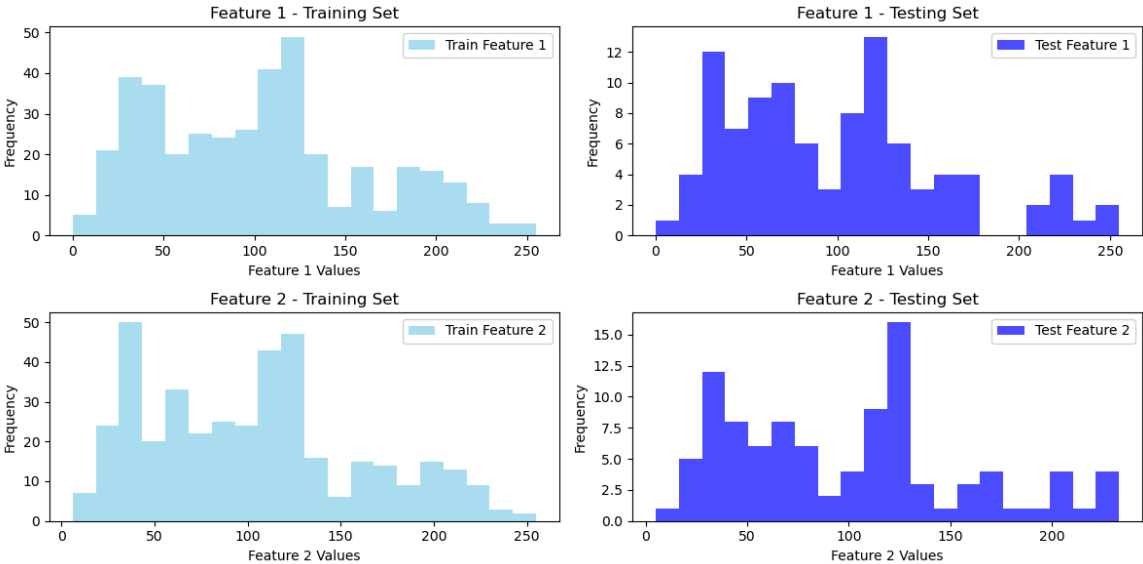 Feature 1 - Training Set
50
40
30
20
10
0
Frequency
Train Feature 1
0 50 100 150 200 250
Feature 1 Values
Feature 1 - Testing Set
12
10
8
6
4
2
0
Frequency
Test Feature 1
0 50 100 150 200 250
Feature 1 Values
Feature 2 - Training Set
50
40
30
20
10
0
Frequency
Train Feature 2
0 50 100 150 200 250
Feature 2 Values
Feature 2 - Testing Set
15.0
12.5
10.0
7.5
5.0
2.5
0.0
Frequency
Test Feature 2
0 50 100 150 200
Feature 2 Values